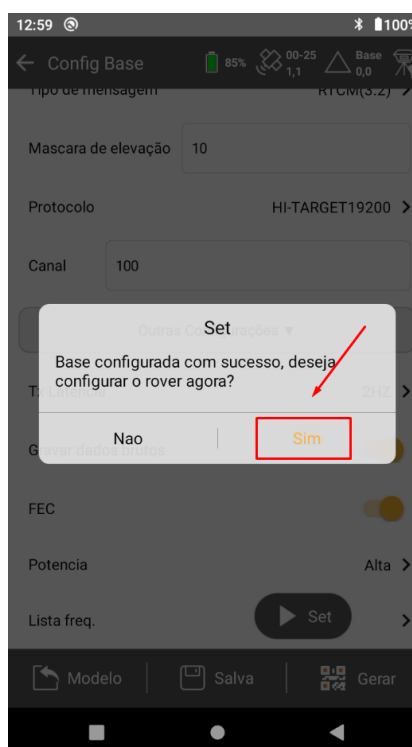 12:59 100%
Config Base 85% 00-25 1,1 Base 0,0
Tipo de mensagem RTCM(3.2)
Mascara de elevação 10
Protocolo HI-TARGET19200
Canal 100
Outras Configurações ▼
Set
Base configurada com sucesso, deseja
configurar o rover agora?
Tx Latencia 2HZ
Nao Sim
Gravar dados brutos
FEC
Potencia Alta
Lista freq. Set
Modelo Salva Gerar